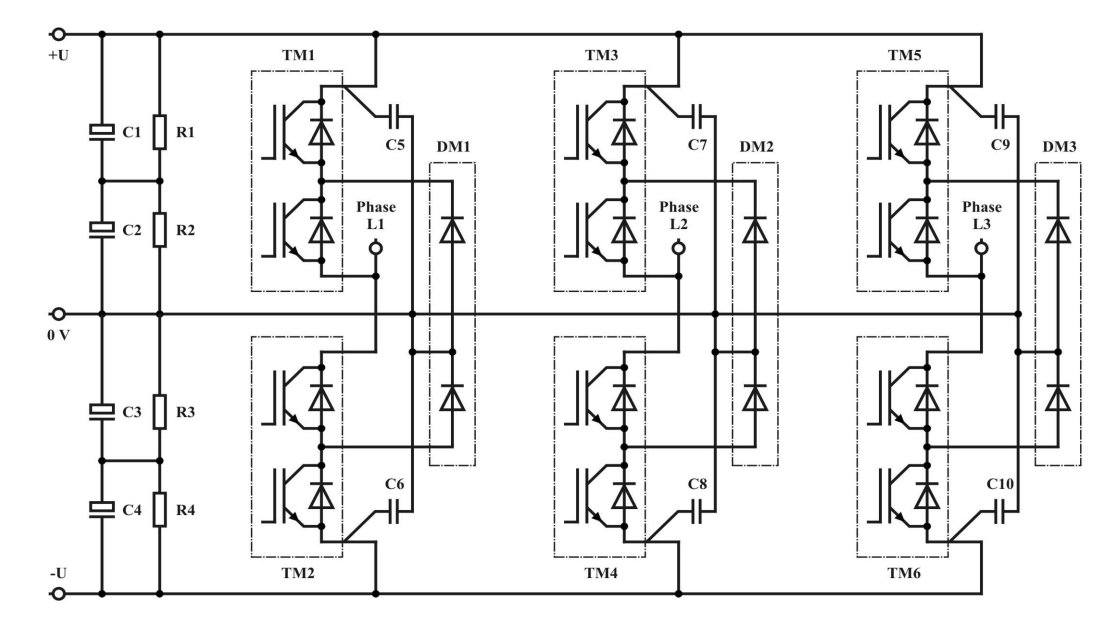 +U
TM1
TM3
TM5
C1
R1
C5
C7
C9
DM1
DM2
DM3
C2
R2
Phase
L1
Phase
L2
Phase
L3
0 V
C3
R3
C4
R4
C6
C8
C10
-U
TM2
TM4
TM6